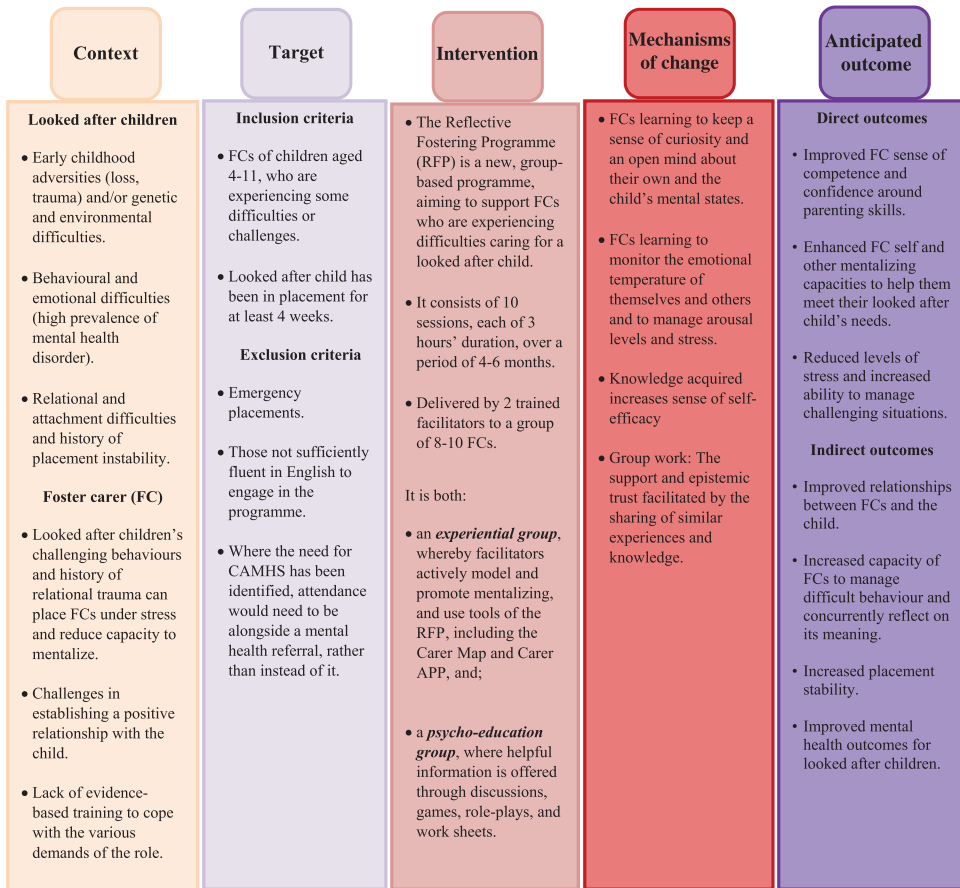 Context
Looked after children
• Early childhood
adversities (loss,
trauma) and/or genetic
and environmental
difficulties.
• Behavioural and
emotional difficulties
(high prevalence of
mental health
disorder).
• Relational and
attachment difficulties
and history of
placement instability.
Foster carer (FC)
• Looked after children’s
challenging behaviours
and history of
relational trauma can
place FCs under stress
and reduce capacity to
mentalize.
• Challenges in
establishing a positive
relationship with the
child.
• Lack of evidence-
based training to cope
with the various
demands of the role.
Target
Inclusion criteria
• FCs of children aged
4-11, who are
experiencing some
difficulties or
challenges.
• Looked after child has
been in placement for
at least 4 weeks.
Exclusion criteria
• Emergency
placements.
• Those not sufficiently
fluent in English to
engage in the
programme.
• Where the need for
CAMHS has been
identified, attendance
would need to be
alongside a mental
health referral, rather
than instead of it.
Intervention
• The Reflective
Fostering Programme
(RFP) is a new, group-
based programme,
aiming to support FCs
who are experiencing
difficulties caring for a
looked after child.
• It consists of 10
sessions, each of 3
hours’ duration, over a
period of 4-6 months.
• Delivered by 2 trained
facilitators to a group
of 8-10 FCs.
It is both:
• an experiential group,
whereby facilitators
actively model and
promote mentalizing,
and use tools of the
RFP, including the
Carer Map and Carer
APP, and;
• a psycho-education
group, where helpful
information is offered
through discussions,
games, role-plays, and
work sheets.
Mechanisms
of change
• FCs learning to keep a
sense of curiosity and
an open mind about
their own and the
child’s mental states.
• FCs learning to
monitor the emotional
temperature of
themselves and others
and to manage arousal
levels and stress.
• Knowledge acquired
increases sense of self-
efficacy
• Group work: The
support and epistemic
trust facilitated by the
sharing of similar
experiences and
knowledge.
Anticipated
outcome
Direct outcomes
• Improved FC sense of
competence and
confidence around
parenting skills.
• Enhanced FC self and
other mentalizing
capacities to help them
meet their looked after
child’s needs.
• Reduced levels of
stress and increased
ability to manage
challenging situations.
Indirect outcomes
• Improved relationships
between FCs and the
child.
• Increased capacity of
FCs to manage
difficult behaviour and
concurrently reflect on
its meaning.
• Increased placement
stability.
• Improved mental
health outcomes for
looked after children.